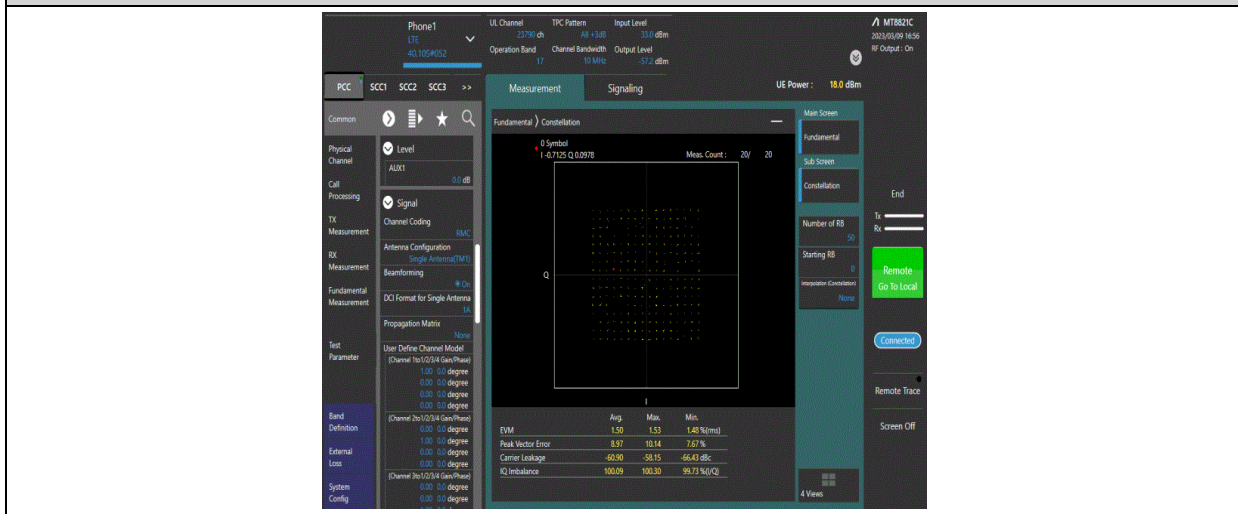 Phone1
LTE
40.10S#052
UL Channel
23790 ch
TPC Pattern
All +3dB
Input Level
33.0 dBm
Operation Band
17
Channel Bandwidth
10 MHz
Output Level
-57.2 dBm
MT8821C
2023/03/09 16:56
RF Output : On
PCC SCC1 SCC2 SCC3 >>
Measurement Signaling
UE Power : 18.0 dBm
Common
Physical
Channel
Call
Processing
TX
Measurement
RX
Measurement
Fundamental
Measurement
Test
Parameter
Band
Definition
External
Loss
System
Config
Level
AUX1
0.0 dB
Signal
Channel Coding
RMC
Antenna Configuration
Single Antenna(TM1)
Beamforming
On
DCI Format for Single Antenna
1A
Propagation Matrix
None
User Define Channel Model
(Channel 1to1/2/3/4 Gain/Phase)
1.00 0.0 degree
0.00 0.0 degree
0.00 0.0 degree
0.00 0.0 degree
(Channel 2to1/2/3/4 Gain/Phase)
0.00 0.0 degree
1.00 0.0 degree
0.00 0.0 degree
0.00 0.0 degree
(Channel 3to1/2/3/4 Gain/Phase)
0.00 0.0 degree
0.00 0.0 degree
Fundamental > Constellation
0 Symbol
I -0.7125 Q 0.0978
Meas. Count : 20/ 20
Q
I
Avg. Max. Min.
EVM 1.50 1.53 1.48 %(rms)
Peak Vector Error 8.97 10.14 7.67 %
Carrier Leakage -60.90 -58.15 -66.43 dBc
IQ Imbalance 100.09 100.30 99.73 %(I/Q)
Main Screen
Fundamental
Sub Screen
Constellation
Number of RB
50
Starting RB
0
Interpolation (Constellation)
None
4 Views
End
Tx
Rx
Remote
Go To Local
Connected
Remote Trace
Screen Off